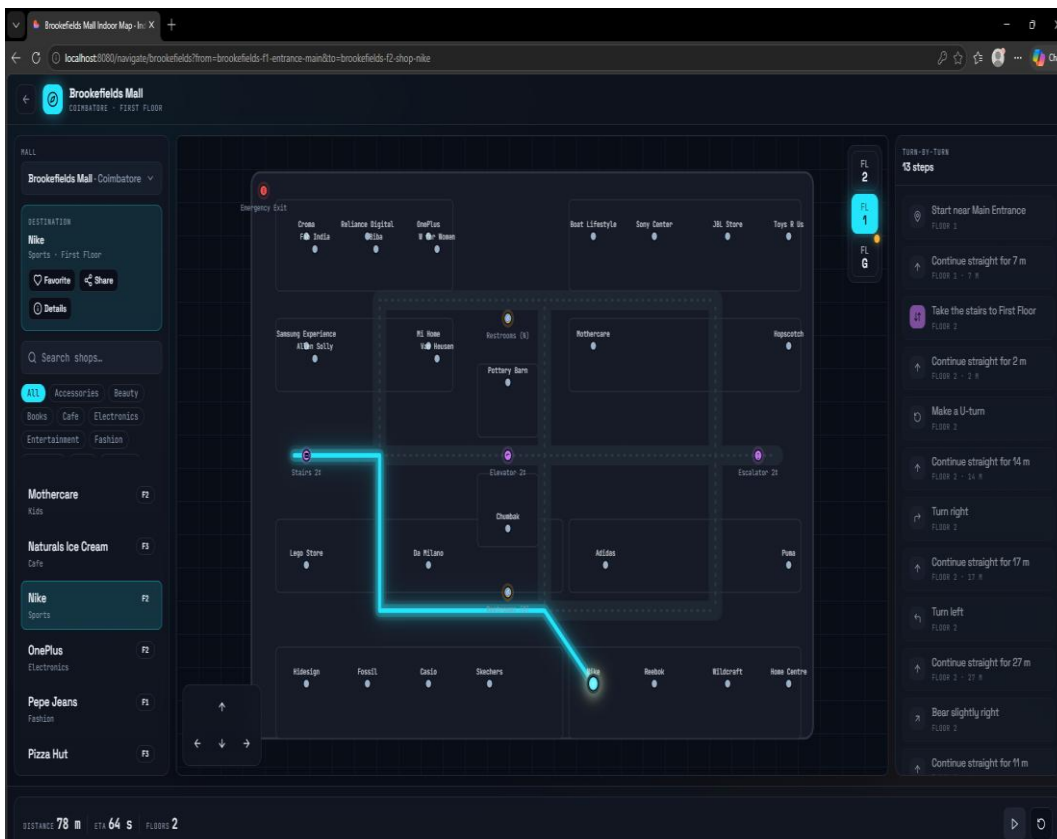 Brookefields Mall Indoor Map - In:
localhost:8080/navigate/brookefields?from=brookefields-f1-entrance-main&to=brookefields-f2-shop-nike
Brookefields Mall
COIMBATORE · FIRST FLOOR
MALL
Brookefields Mall · Coimbatore
DESTINATION
Nike
Sports · First Floor
Favorite
Share
Details
Search shops…
All Accessories Beauty
Books Cafe Electronics
Entertainment Fashion
Mothercare F2
Kids
Naturals Ice Cream F3
Cafe
Nike F2
Sports
OnePlus F2
Electronics
Pepe Jeans F1
Fashion
Pizza Hut F3
Emergency Exit
Croma Reliance Digital OnePlus Boat Lifestyle Sony Center JBL Store Toys R Us
India Biba Women
Samsung Experience Mi Home Restrooms (N) Mothercare Hopscotch
Solly Heusen
Pottery Barn
Stairs 2t Elevator 2t Escalator 2t
Chumbak
Lego Store Da Milano Adidas Puma
Hidesign Fossil Casio Skechers Nike Reebok Wildcraft Home Centre
FL
2
FL
1
FL
G
TURN-BY-TURN
13 steps
Start near Main Entrance
FLOOR 1
Continue straight for 7 m
FLOOR 1 · 7 M
Take the stairs to First Floor
FLOOR 2
Continue straight for 2 m
FLOOR 2 · 2 M
Make a U-turn
FLOOR 2
Continue straight for 14 m
FLOOR 2 · 14 M
Turn right
FLOOR 2
Continue straight for 17 m
FLOOR 2 · 17 M
Turn left
FLOOR 2
Continue straight for 27 m
FLOOR 2 · 27 M
Bear slightly right
FLOOR 2
Continue straight for 11 m
DISTANCE 78 m ETA 64 s FLOORS 2